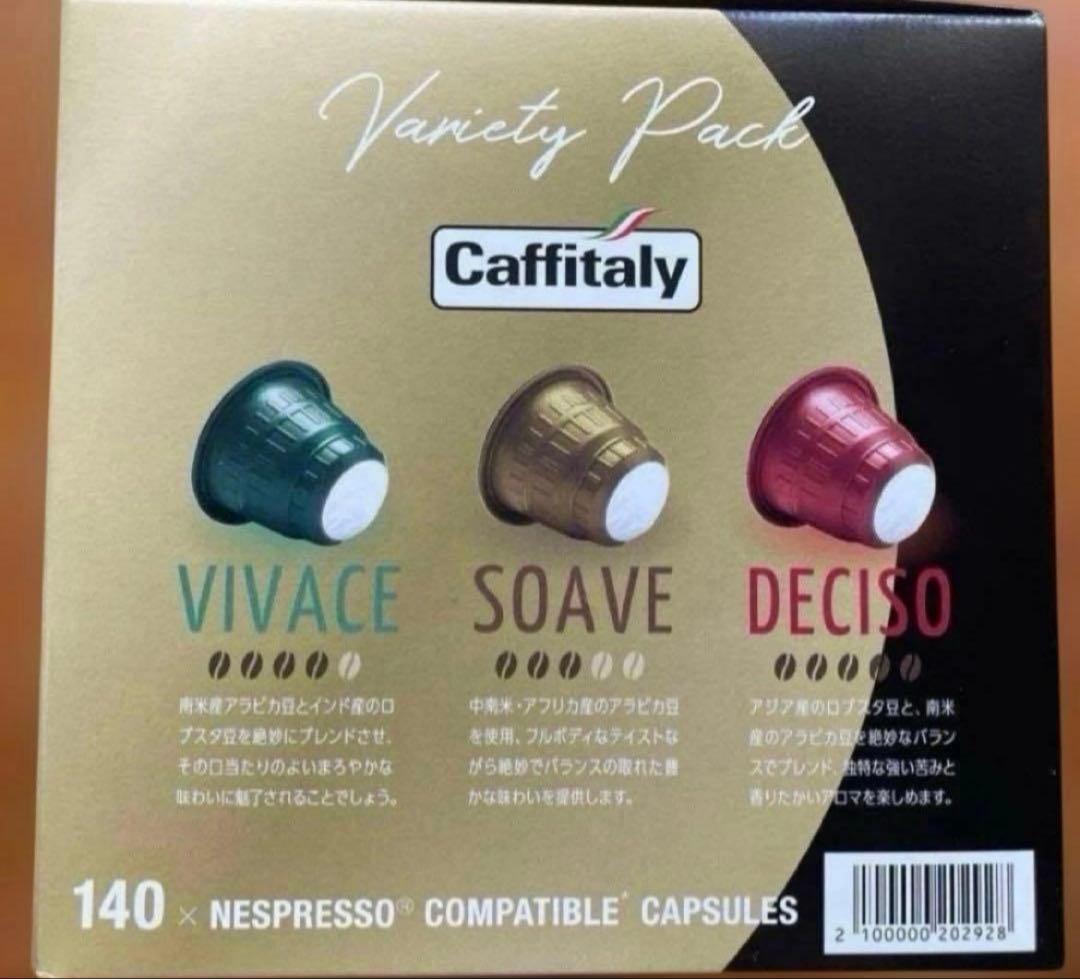 Variety Pack
Caffitaly
VIVACE
南米産アラビカ豆とインド産のロ
ブスタ豆を絶妙にブレンドさせ、
その口当たりのよいまろやかな
味わいに魅了されることでしょう。
SOAVE
中南米・アフリカ産のアラビカ豆
を使用、フルボディなテイストな
がら絶妙でバランスの取れた豊
かな味わいを提供します。
DECISO
アジア産のロブスタ豆と、南米
産のアラビカ豆を絶妙なバラン
スでブレンド、独特な強い苦みと
香りたかいアロマを楽しめます。
140 × NESPRESSO® COMPATIBLE* CAPSULES
2 100000 202928